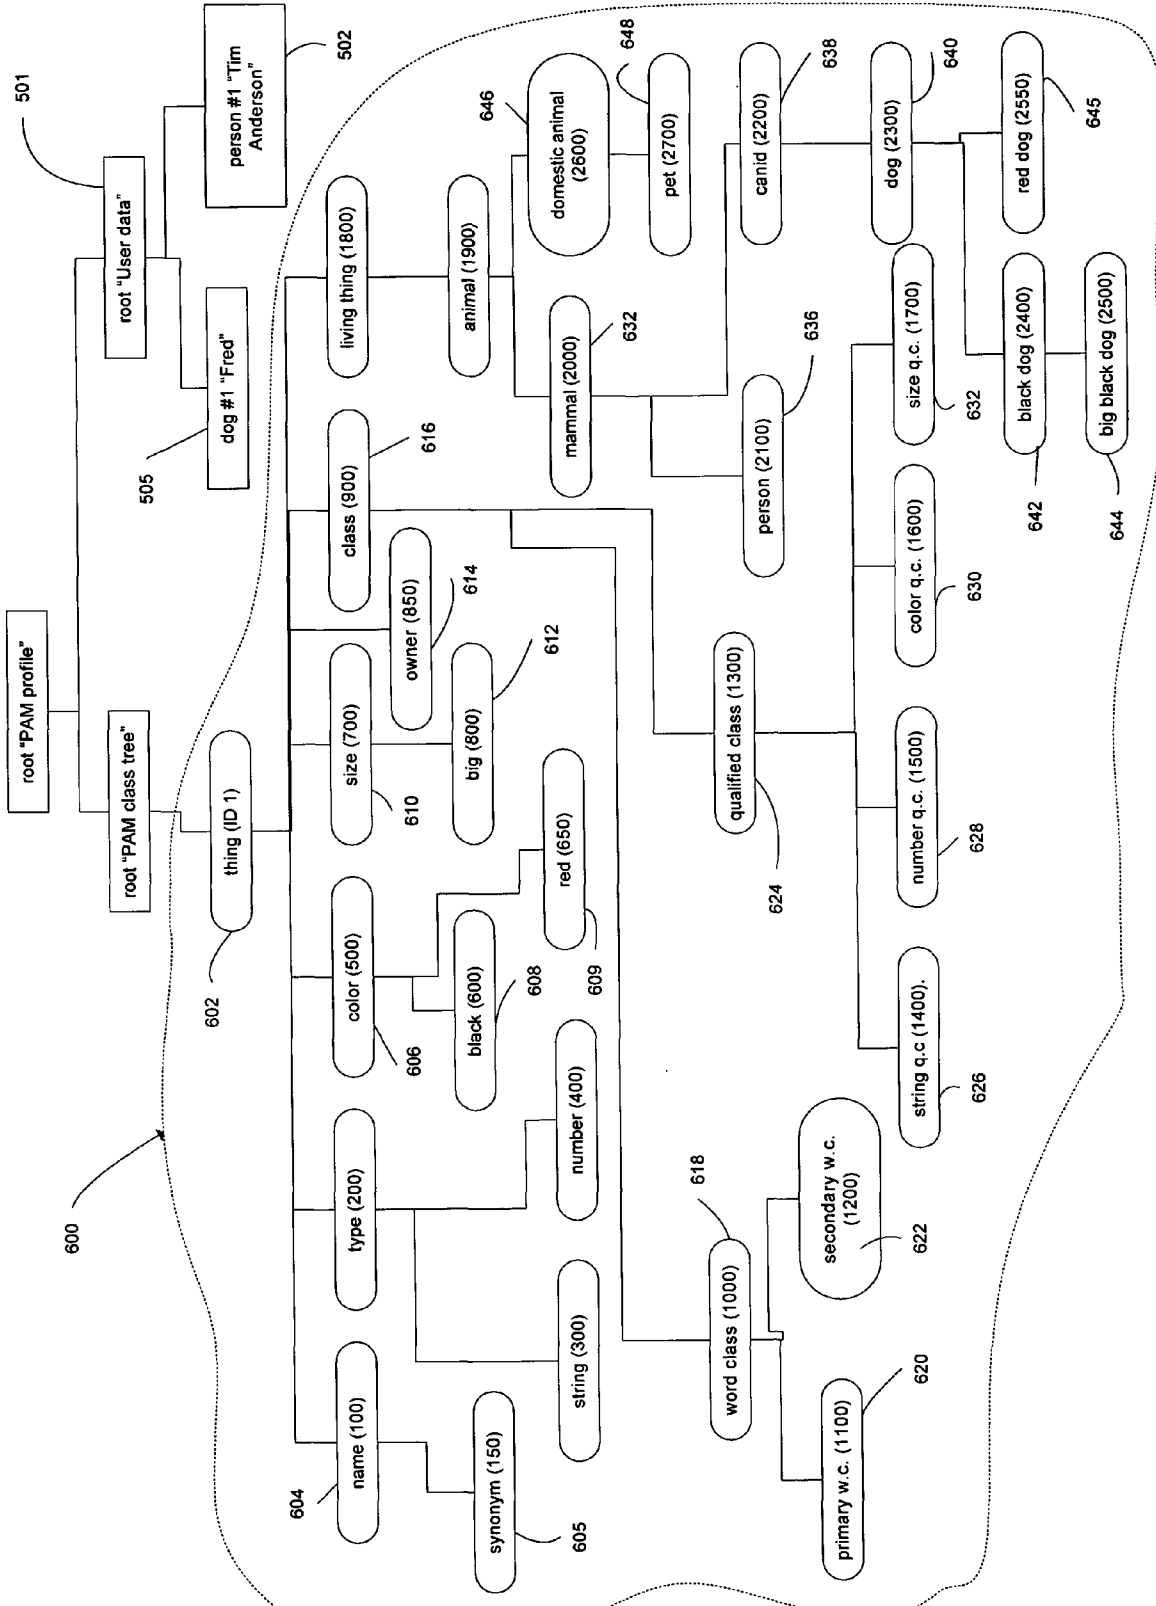 root "PAM profile"
root "PAM class tree"
root "User data"
501
dog #1 "Fred"
505
person #1 "Tim
Anderson"
502
600
thing (ID 1)
602
name (100)
604
synonym (150)
605
type (200)
string (300)
number (400)
color (500)
606
black (600)
608
red (650)
609
size (700)
610
big (800)
612
owner (850)
614
class (900)
616
living thing (1800)
animal (1900)
mammal (2000)
632
domestic animal
(2600)
646
pet (2700)
648
person (2100)
636
canid (2200)
638
dog (2300)
640
black dog (2400)
642
big black dog (2500)
644
red dog (2550)
645
word class (1000)
618
primary w.c. (1100)
620
secondary w.c.
(1200)
622
qualified class (1300)
624
string q.c (1400).
626
number q.c. (1500)
628
color q.c. (1600)
630
size q.c. (1700)
632